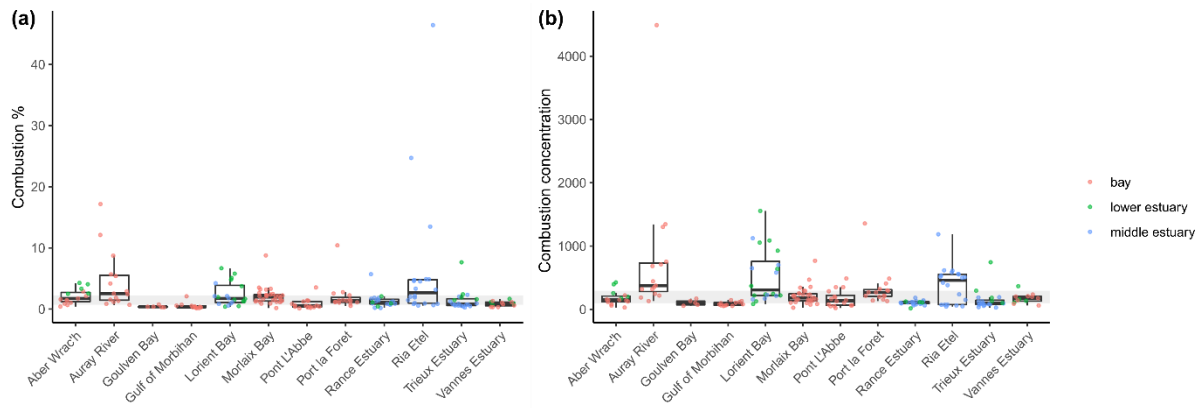 (a)
Combustion %
40
30
20
10
0
Aber Wrac'h
Auray River
Goulven Bay
Gulf of Morbihan
Lorient Bay
Morlaix Bay
Pont L'Abbe
Port la Foret
Rance Estuary
Ria Etel
Trieux Estuary
Vannes Estuary
(b)
Combustion concentration
4000
3000
2000
1000
0
Aber Wrac'h
Auray River
Goulven Bay
Gulf of Morbihan
Lorient Bay
Morlaix Bay
Pont L'Abbe
Port la Foret
Rance Estuary
Ria Etel
Trieux Estuary
Vannes Estuary
bay
lower estuary
middle estuary